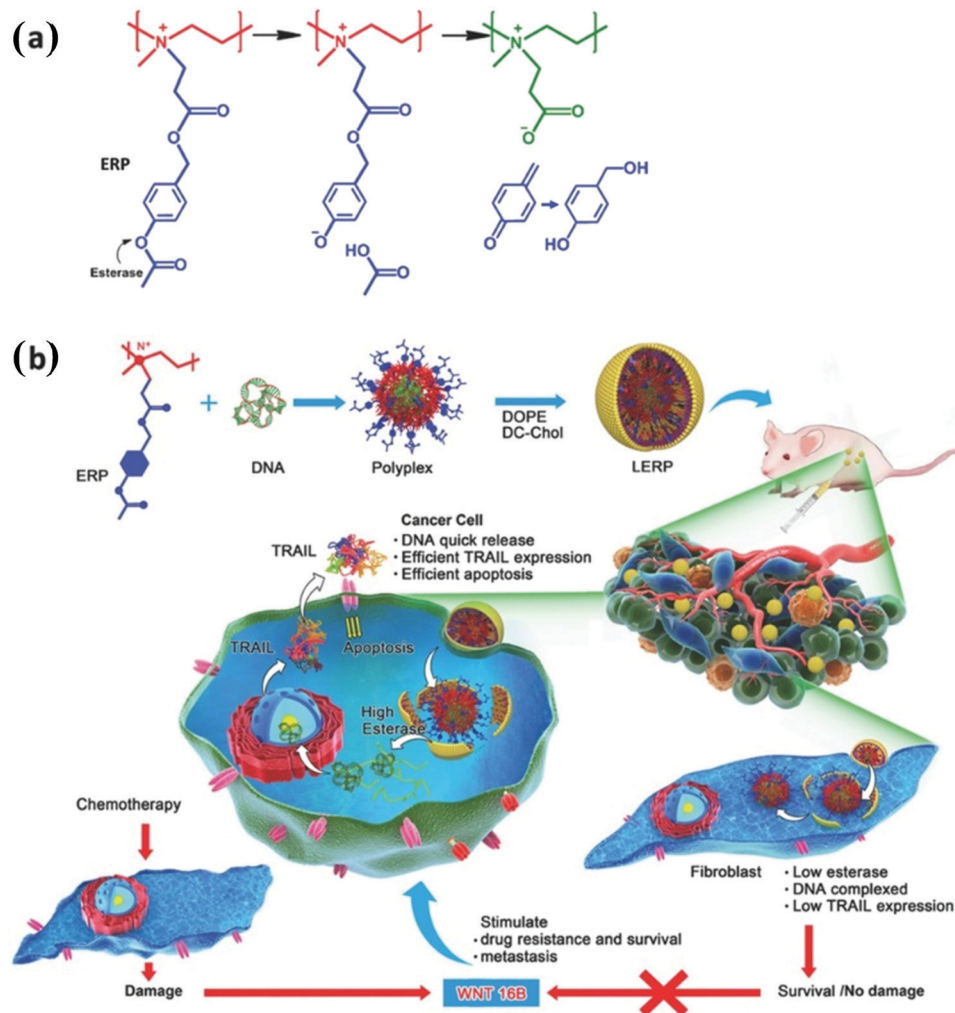 (a)
N
+
N
+
N
+
O
O
O
O
O
O
O
-
ERP
OH
O
-
HO
O
HO
O
Esterase
O
(b)
N+
+
DOPE
DC-Chol
ERP
DNA
Polyplex
LERP
Cancer Cell
• DNA quick release
• Efficient TRAIL expression
• Efficient apoptosis
TRAIL
TRAIL
Apoptosis
High
Esterase
Chemotherapy
Fibroblast
• Low esterase
• DNA complexed
• Low TRAIL expression
Stimulate
• drug resistance and survival
• metastasis
Damage
WNT 16B
Survival /No damage